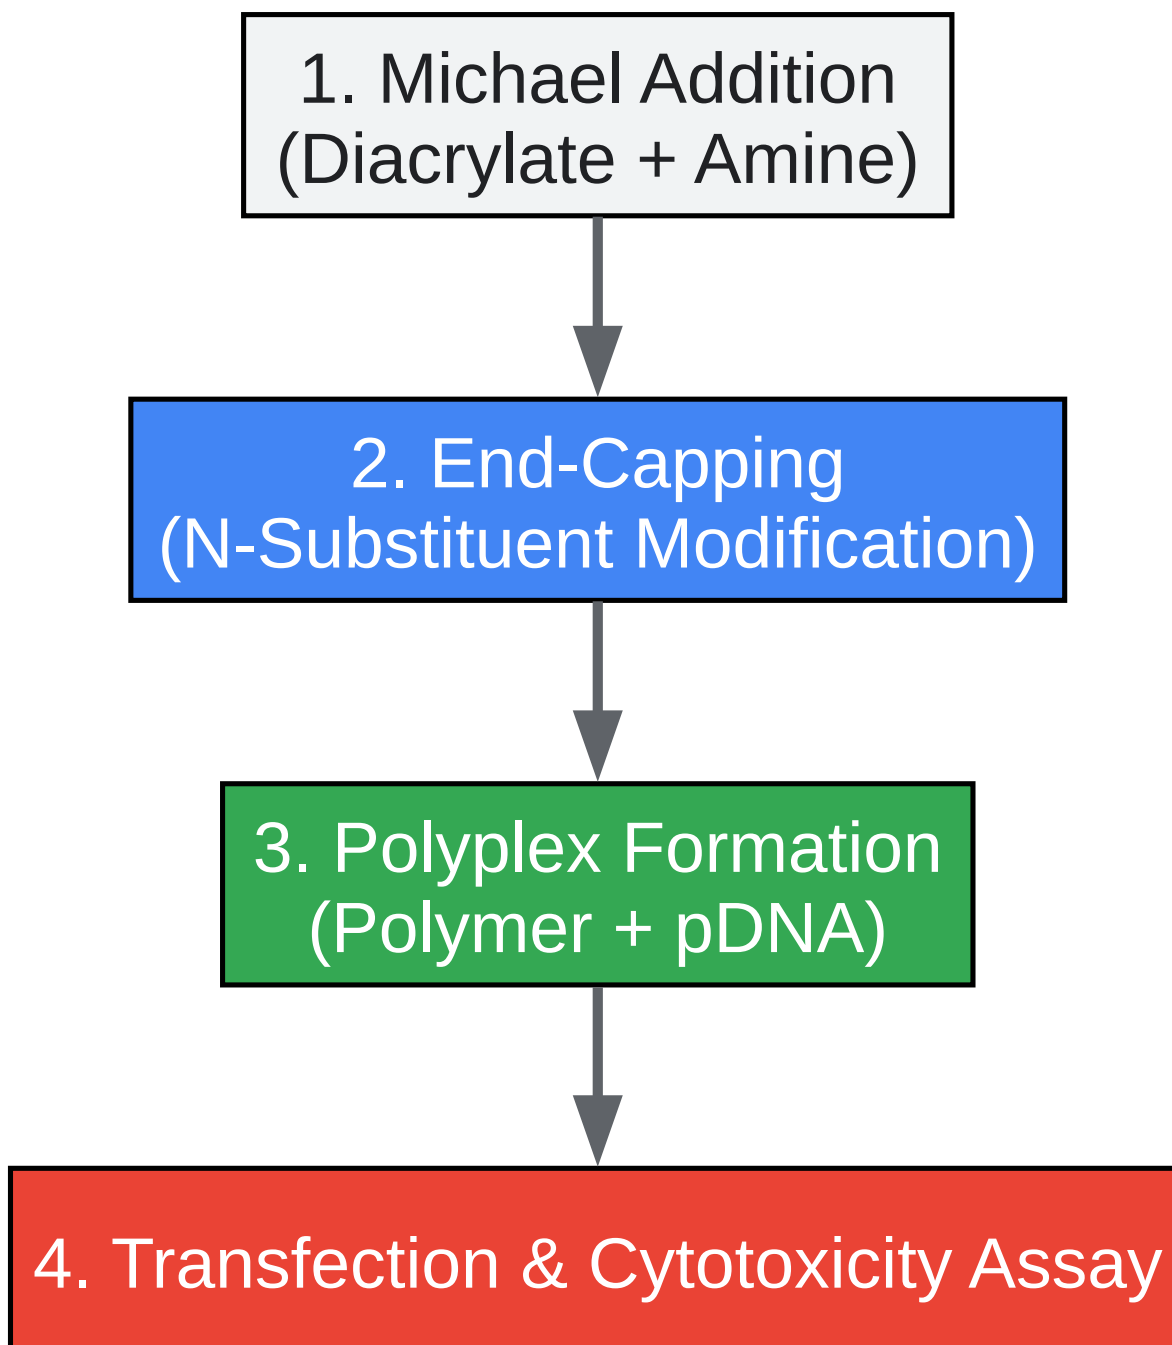 1. Michael Addition
(Diacrylate + Amine)
2. End-Capping
(N-Substituent Modification)
3. Polyplex Formation
(Polymer + pDNA)
4. Transfection & Cytotoxicity Assay